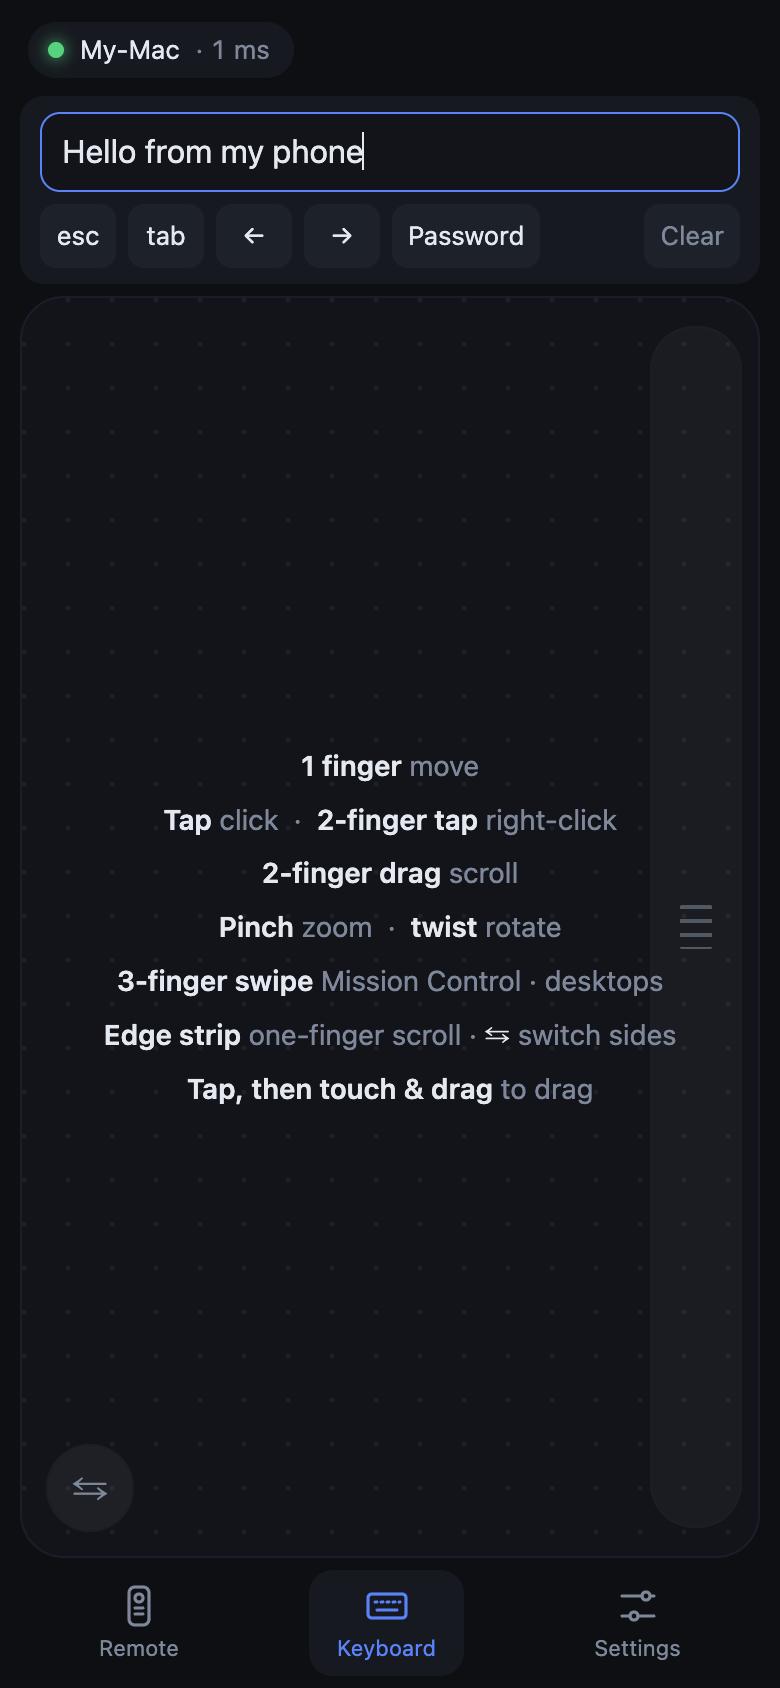 My-Mac · 1 ms
Hello from my phone
esc tab ← → Password Clear
1 finger move
Tap click · 2-finger tap right-click
2-finger drag scroll
Pinch zoom · twist rotate
3-finger swipe Mission Control · desktops
Edge strip one-finger scroll · ⇆ switch sides
Tap, then touch & drag to drag
Remote Keyboard Settings